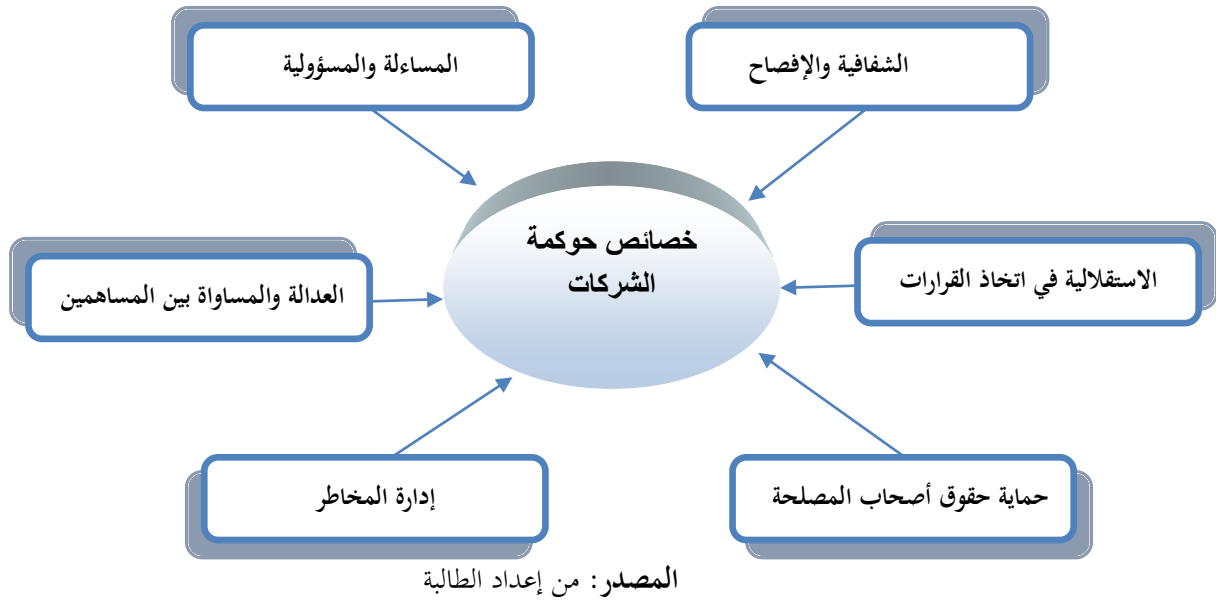 الشفافية والإفصاح
المساءلة والمسؤولية
خصائص حوكمة
الشركات
الاستقلالية في اتخاذ القرارات
العدالة والمساواة بين المساهمين
حماية حقوق أصحاب المصلحة
إدارة المخاطر
المصدر: من إعداد الطالبة